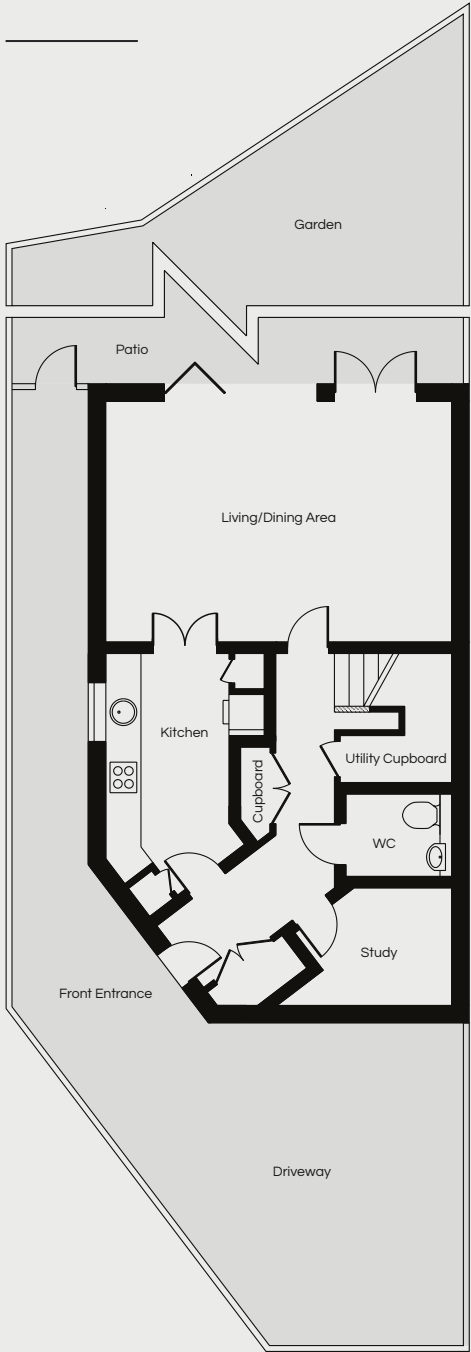 Garden
Patio
Living/Dining Area
Kitchen
Utility Cupboard
Cupboard
WC
Study
Front Entrance
Driveway